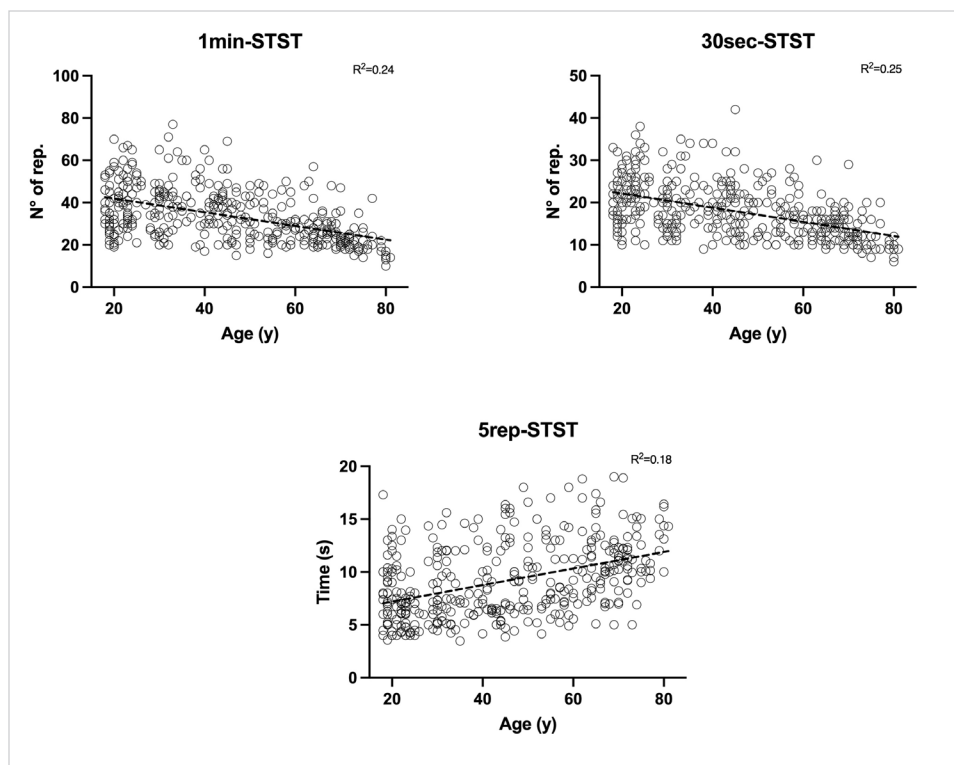 1min-STST
R²=0.24
N° of rep.
100
80
60
40
20
0
20 40 60 80
Age (y)
30sec-STST
R²=0.25
N° of rep.
50
40
30
20
10
0
20 40 60 80
Age (y)
5rep-STST
R²=0.18
Time (s)
20
15
10
5
0
20 40 60 80
Age (y)